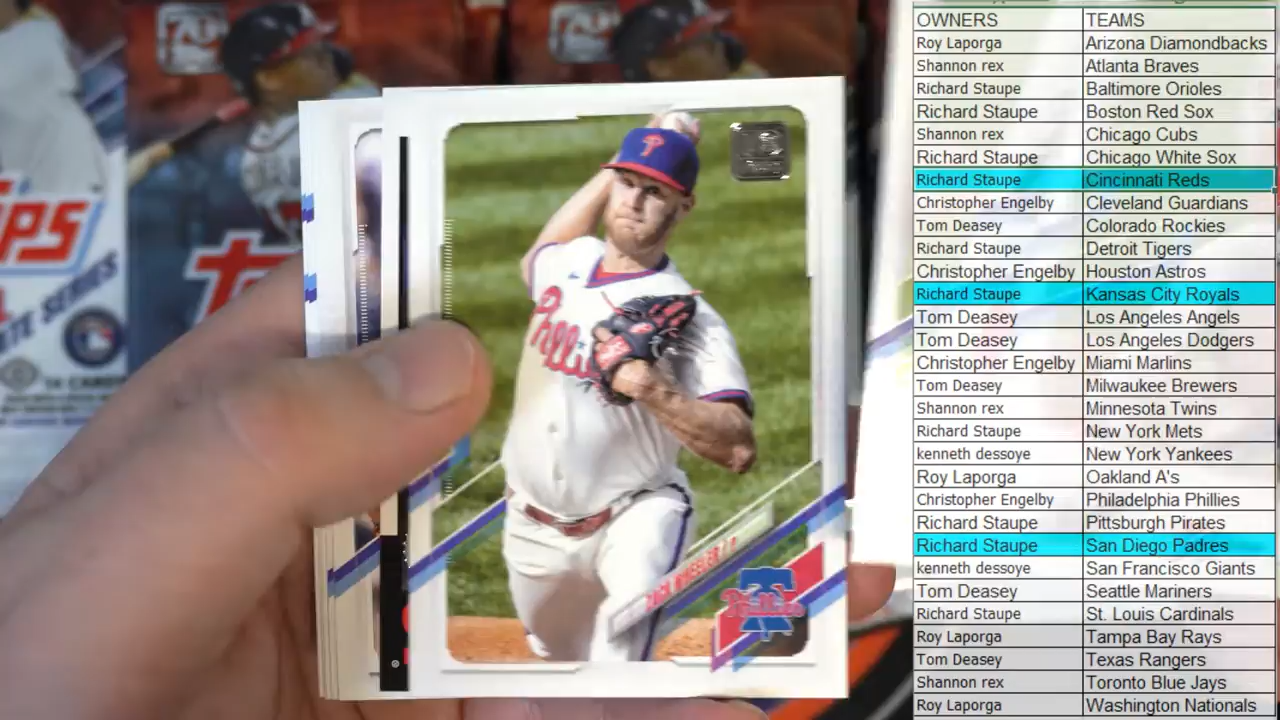 OWNERS TEAMS
Roy Laporga Arizona Diamondbacks
Shannon rex Atlanta Braves
Richard Staupe Baltimore Orioles
Richard Staupe Boston Red Sox
Shannon rex Chicago Cubs
Richard Staupe Chicago White Sox
Richard Staupe Cincinnati Reds
Christopher Engelby Cleveland Guardians
Tom Deasey Colorado Rockies
Richard Staupe Detroit Tigers
Christopher Engelby Houston Astros
Richard Staupe Kansas City Royals
Tom Deasey Los Angeles Angels
Tom Deasey Los Angeles Dodgers
Christopher Engelby Miami Marlins
Tom Deasey Milwaukee Brewers
Shannon rex Minnesota Twins
Richard Staupe New York Mets
kenneth dessoye New York Yankees
Roy Laporga Oakland A's
Christopher Engelby Philadelphia Phillies
Richard Staupe Pittsburgh Pirates
Richard Staupe San Diego Padres
kenneth dessoye San Francisco Giants
Tom Deasey Seattle Mariners
Richard Staupe St. Louis Cardinals
Roy Laporga Tampa Bay Rays
Tom Deasey Texas Rangers
Shannon rex Toronto Blue Jays
Roy Laporga Washington Nationals
Philli
ZACK WHEELER
Phillies
PS
SERIES
14 CARDS